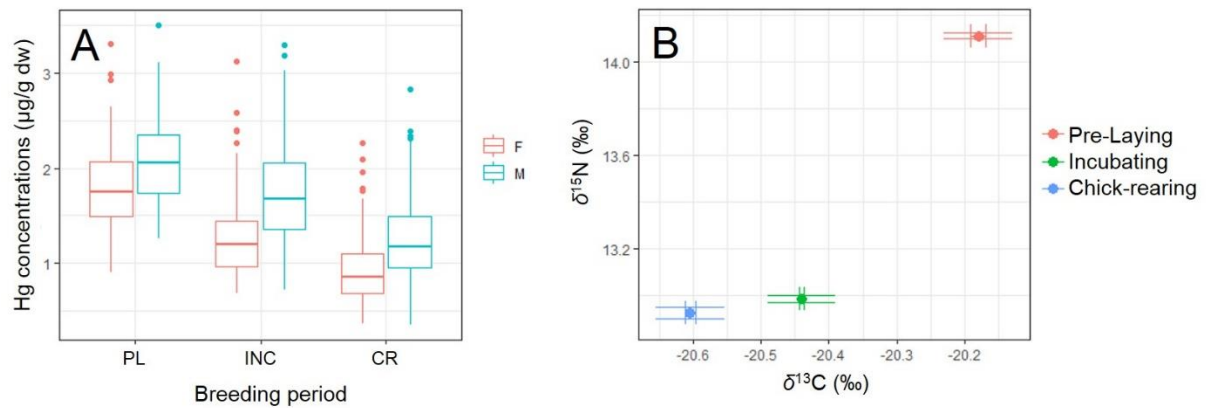 A
Hg concentrations (µg/g dw)
3
2
1
PL INC CR
Breeding period
F
M
B
δ¹⁵N (‰)
14.0
13.6
13.2
-20.6 -20.5 -20.4 -20.3 -20.2
δ¹³C (‰)
Pre-Laying
Incubating
Chick-rearing